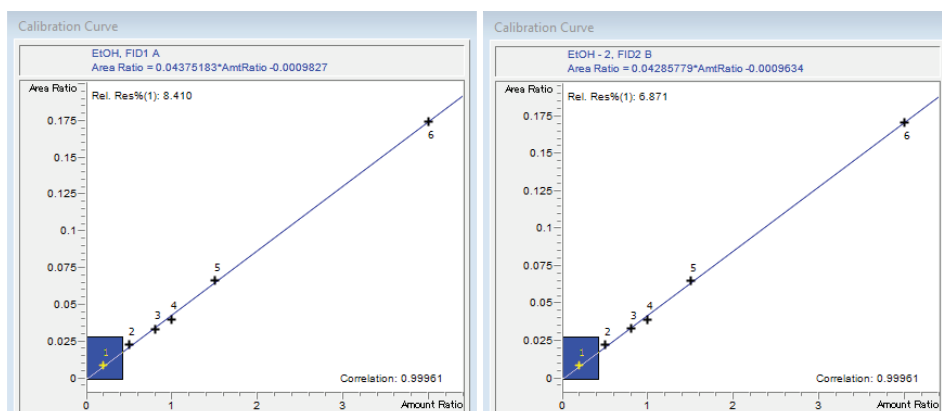 Calibration Curve
EtOH, FID1 A
Area Ratio = 0.04375183*AmtRatio -0.0009827
Area Ratio
Rel. Res%(1): 8.410
0.175
0.15
0.125
0.1
0.075
0.05
0.025
0
1
2
3
4
5
6
Correlation: 0.99961
0
1
2
3
Amount Ratio
Calibration Curve
EtOH - 2, FID2 B
Area Ratio = 0.04285779*AmtRatio -0.0009634
Area Ratio
Rel. Res%(1): 6.871
0.175
0.15
0.125
0.1
0.075
0.05
0.025
0
1
2
3
4
5
6
Correlation: 0.99961
0
1
2
3
Amount Ratio